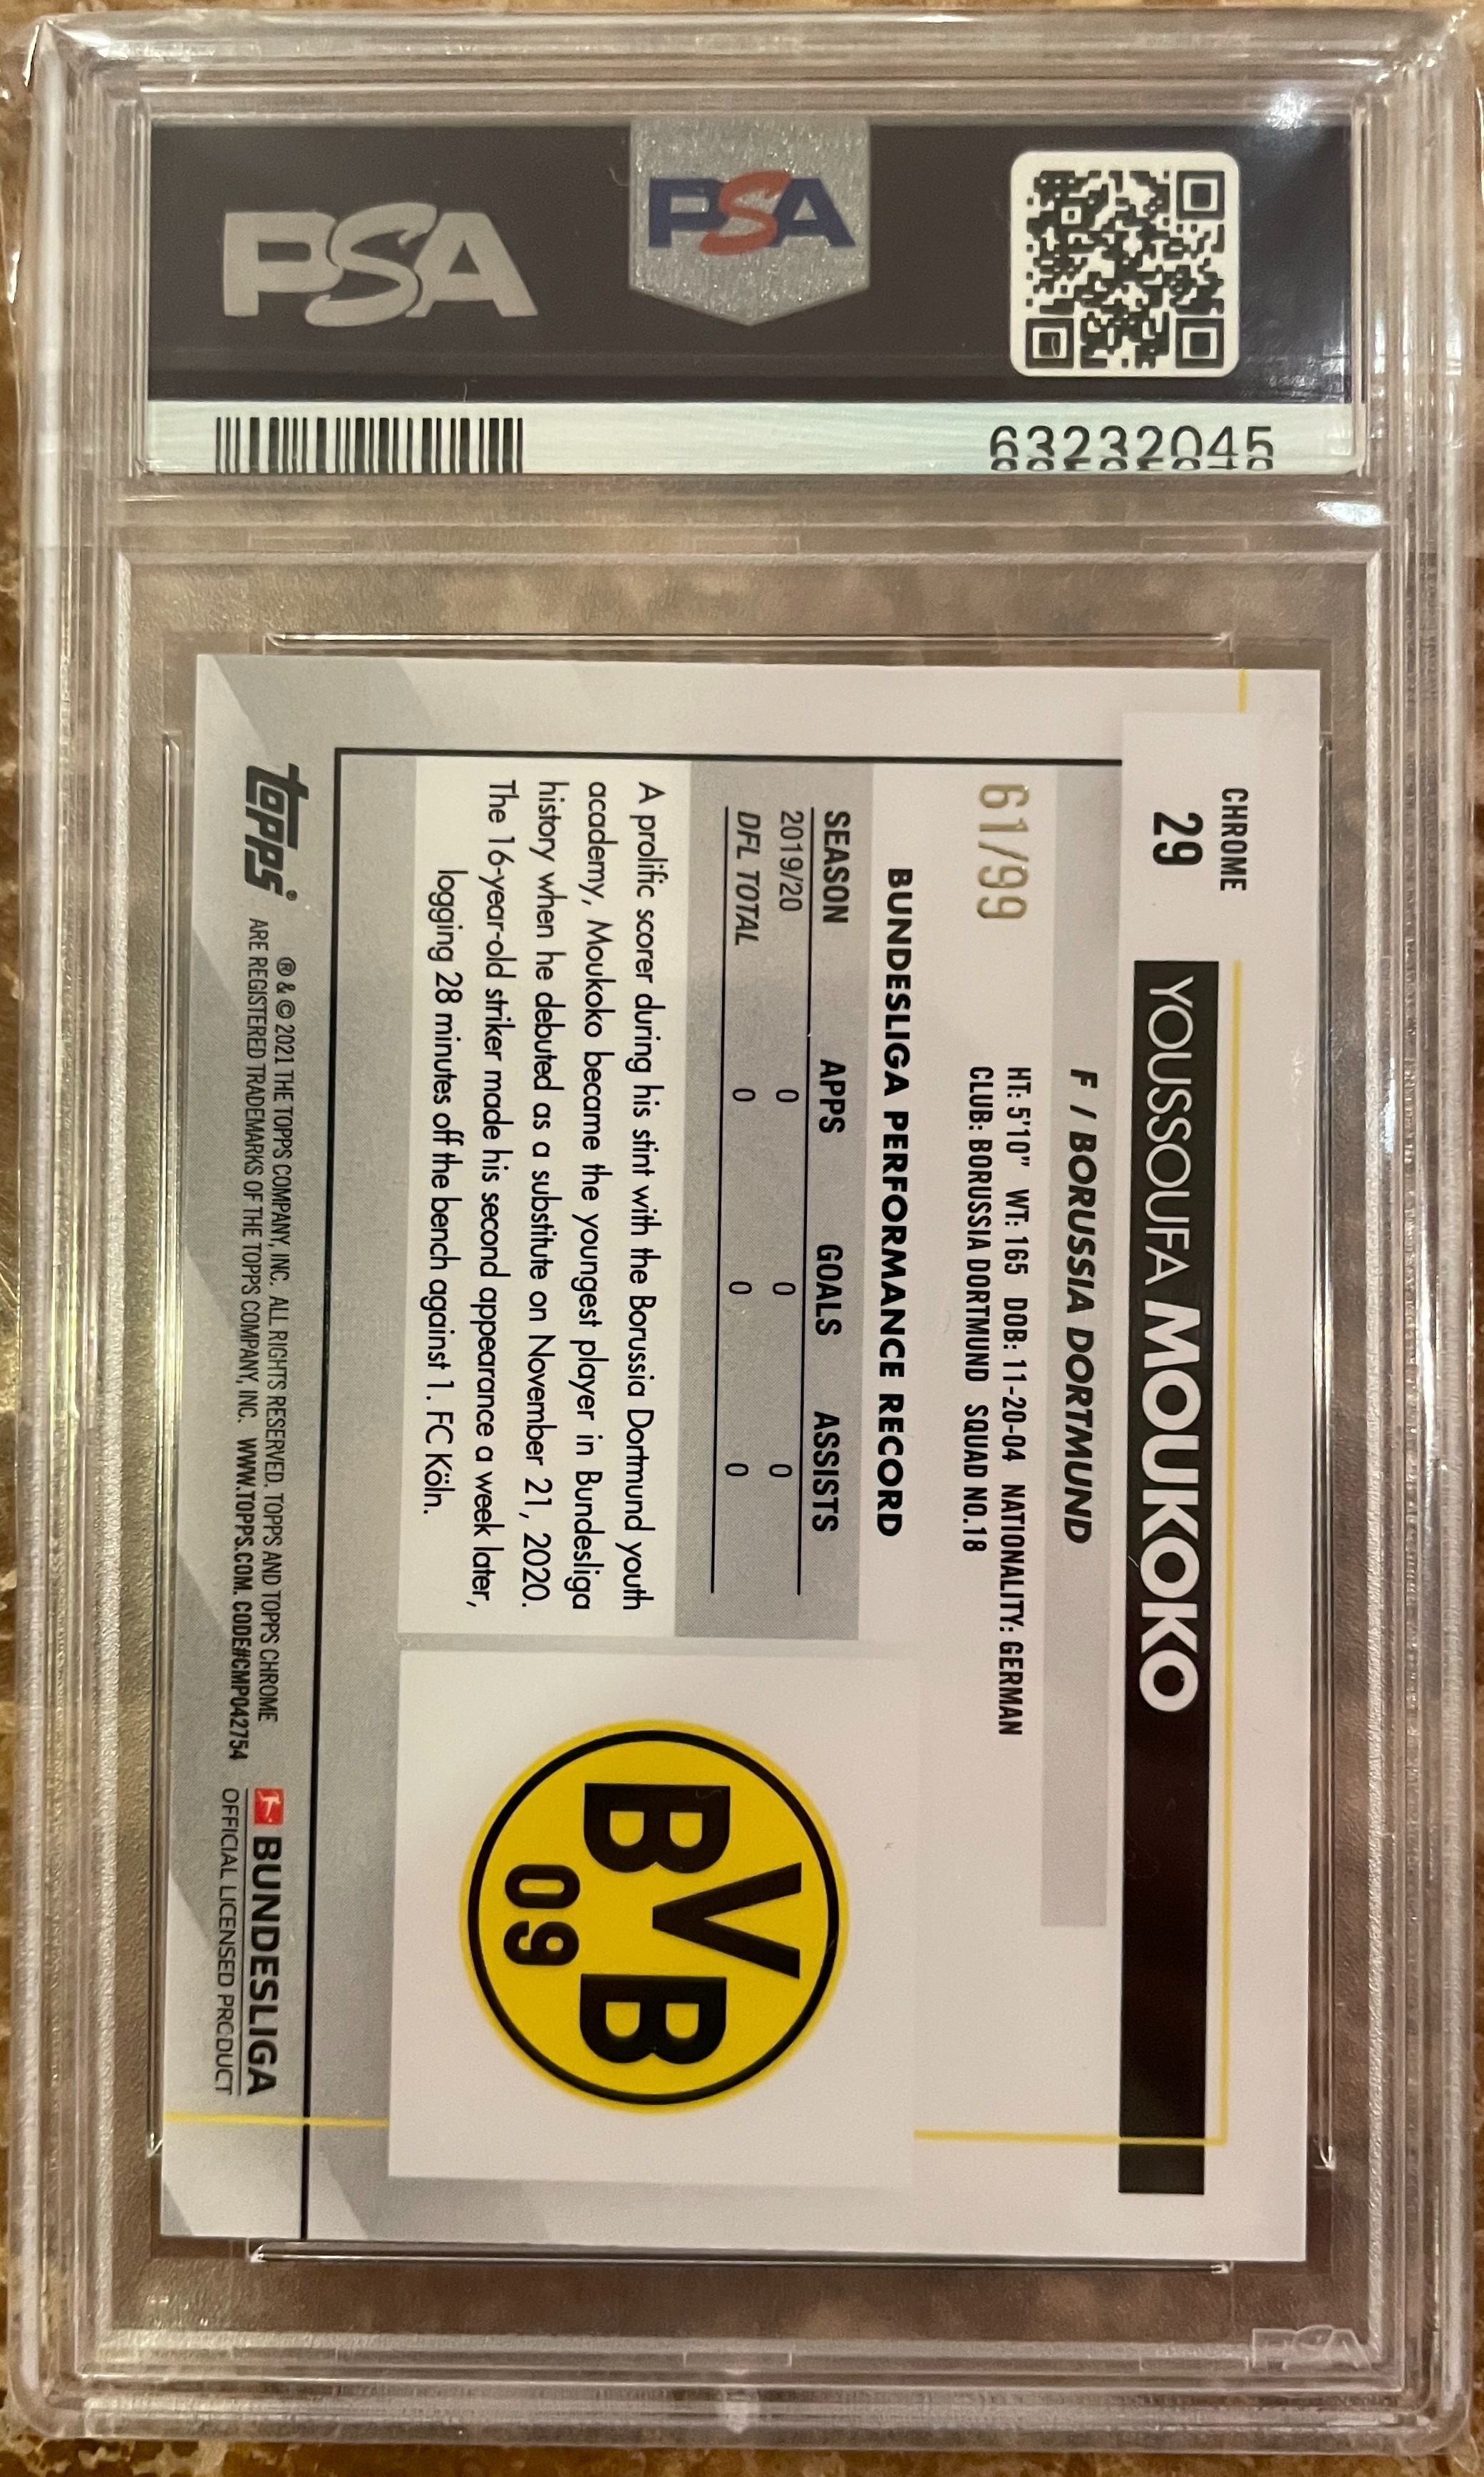 PSA
PSA
63232045
CHROME
29
YOUSSOUFA MOUKOKO
F / BORUSSIA DORTMUND
61/99
HT: 5'10" WT: 165 DOB: 11-20-04 NATIONALITY: GERMAN
CLUB: BORUSSIA DORTMUND SQUAD NO.18
BUNDESLIGA PERFORMANCE RECORD
SEASON APPS GOALS ASSISTS
2019/20 0 0 0
DFL TOTAL 0 0 0
A prolific scorer during his stint with the Borussia Dortmund youth
academy, Moukoko became the youngest player in Bundesliga
history when he debuted as a substitute on November 21, 2020.
The 16-year-old striker made his second appearance a week later,
logging 28 minutes off the bench against 1. FC Köln.
BVB
09
topps®
® & © 2021 THE TOPPS COMPANY, INC. ALL RIGHTS RESERVED. TOPPS AND TOPPS CHROME
ARE REGISTERED TRADEMARKS OF THE TOPPS COMPANY, INC. WWW.TOPPS.COM. CODE#CMP042754
BUNDESLIGA
OFFICIAL LICENSED PRODUCT
PSA